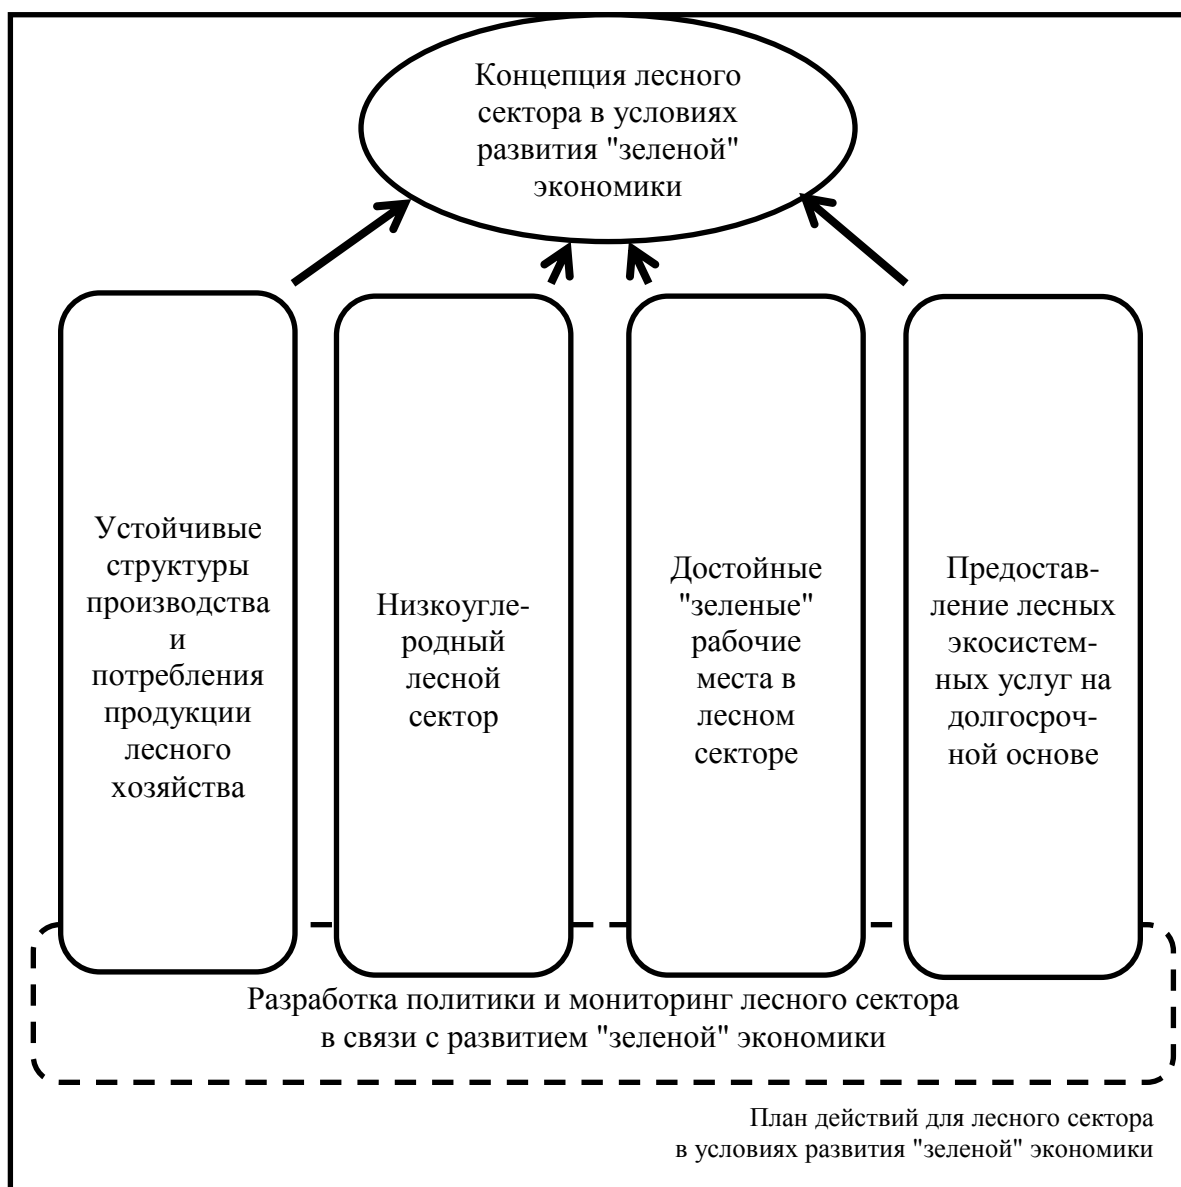 Концепция лесного
сектора в условиях
развития "зеленой"
экономики
Устойчивые
структуры
производства
и
потребления
продукции
лесного
хозяйства
Низкоугле-
родный
лесной
сектор
Достойные
"зеленые"
рабочие
места в
лесном
секторе
Предостав-
ление лесных
экосистем-
ных услуг на
долгосроч-
ной основе
Разработка политики и мониторинг лесного сектора
в связи с развитием "зеленой" экономики
План действий для лесного сектора
в условиях развития "зеленой" экономики